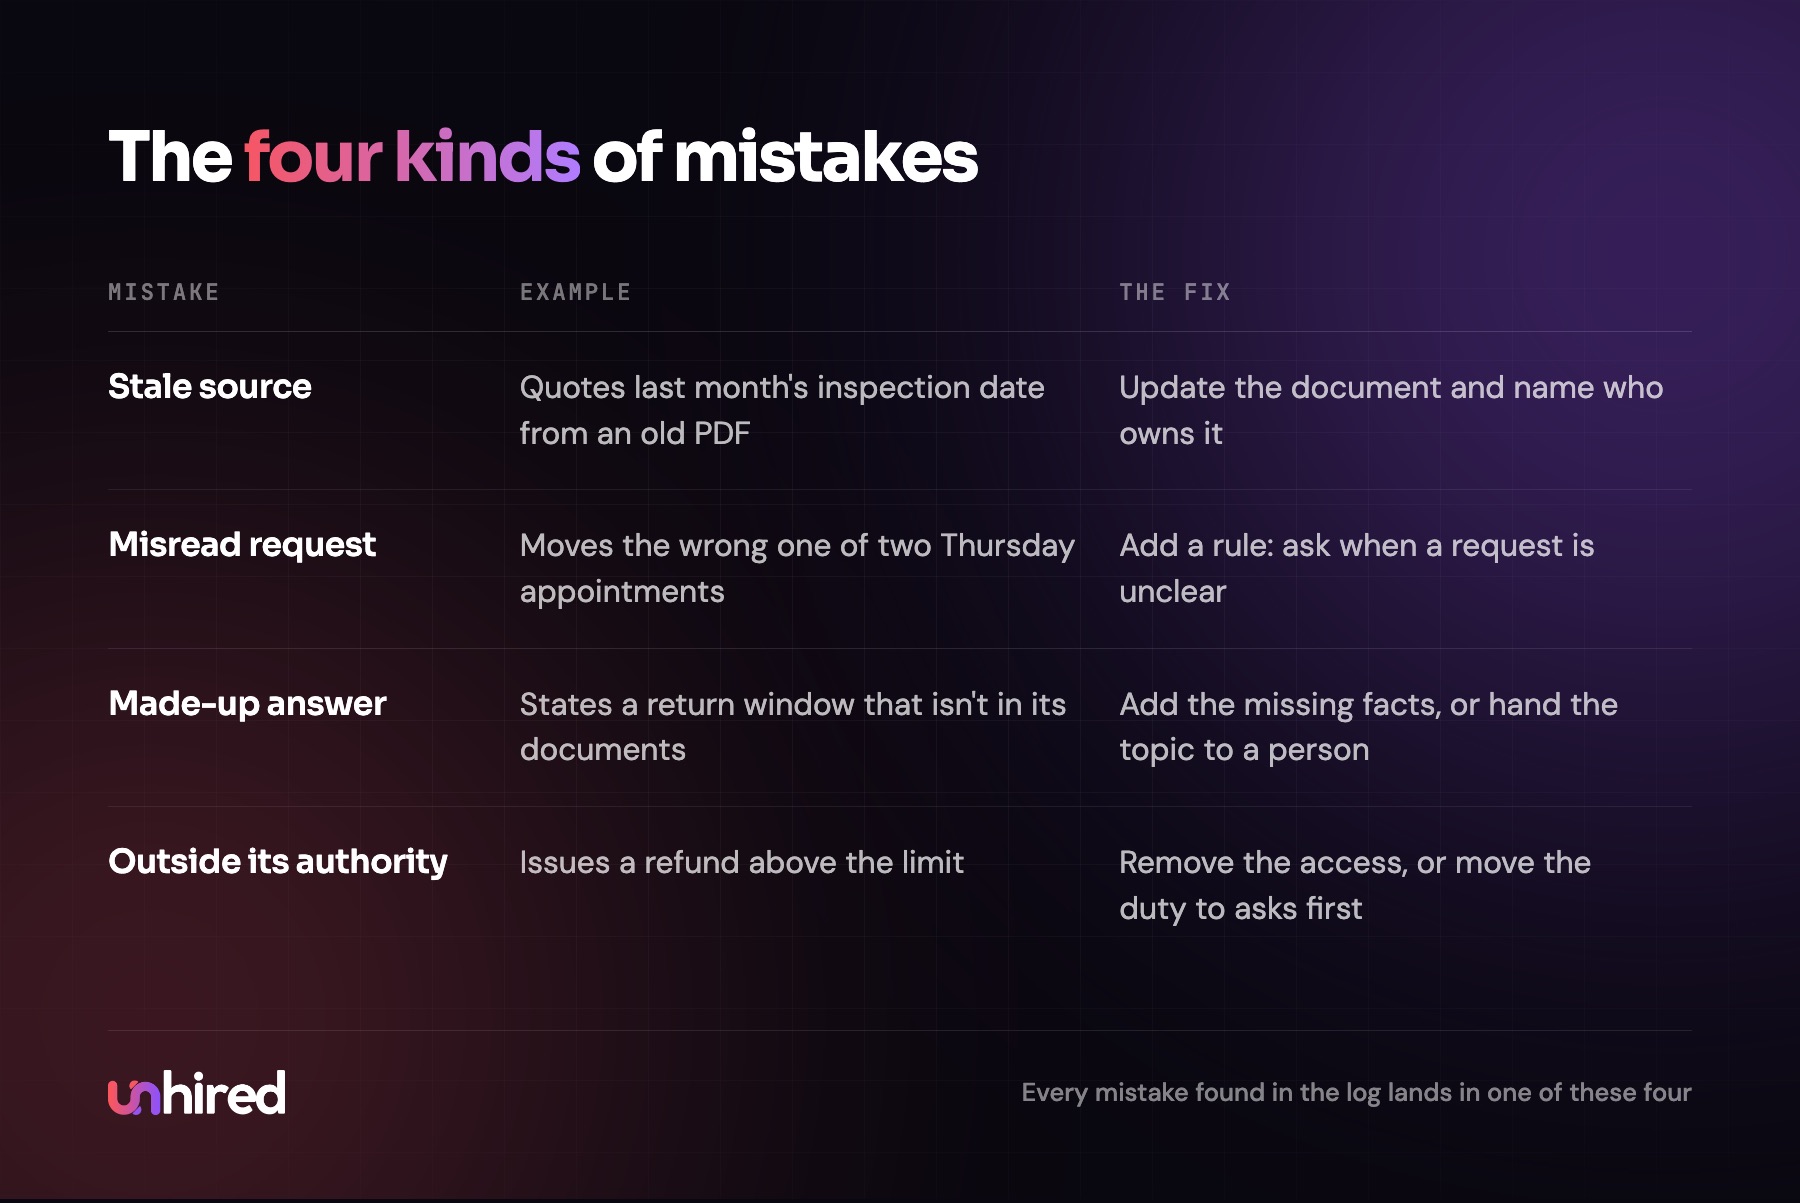 The four kinds of mistakes
MISTAKE EXAMPLE THE FIX
Stale source
Quotes last month's inspection date
from an old PDF
Update the document and name who
owns it
Misread request
Moves the wrong one of two Thursday
appointments
Add a rule: ask when a request is
unclear
Made-up answer
States a return window that isn't in its
documents
Add the missing facts, or hand the
topic to a person
Outside its authority
Issues a refund above the limit
Remove the access, or move the
duty to asks first
unhired
Every mistake found in the log lands in one of these four